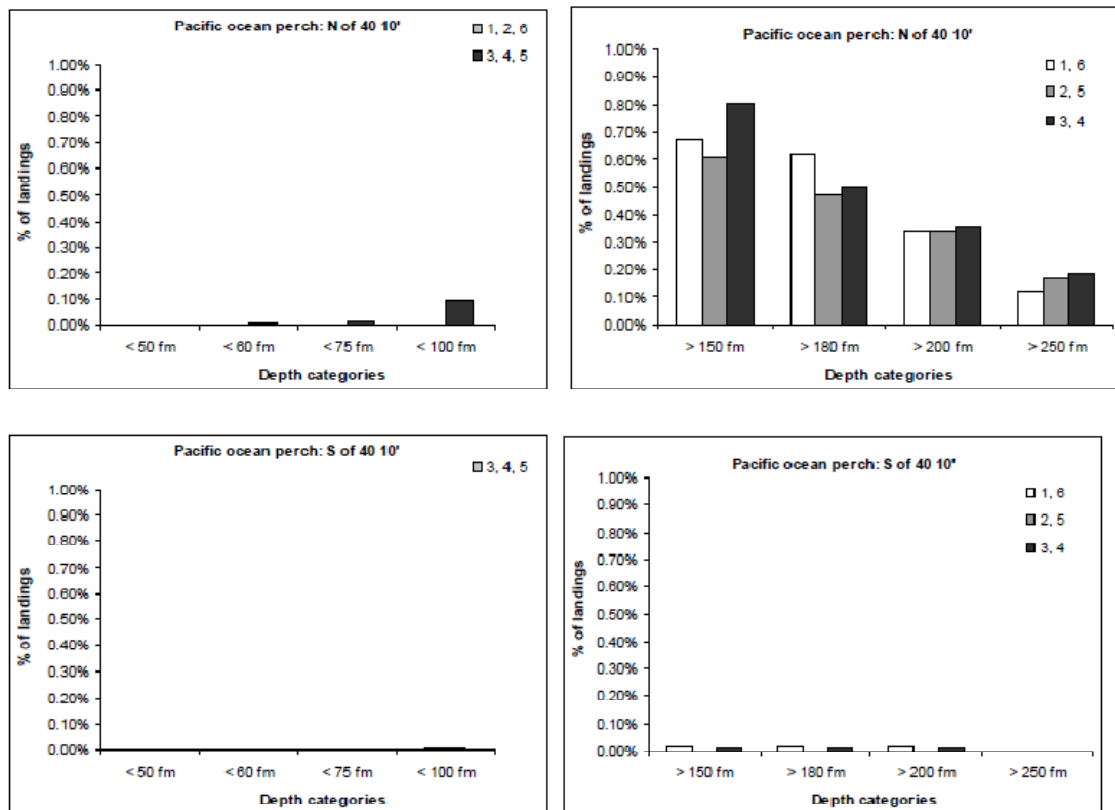 Pacific ocean perch: N of 40 10'
1, 2, 6
3, 4, 5
1.00%
0.90%
0.80%
0.70%
0.60%
0.50%
0.40%
0.30%
0.20%
0.10%
0.00%
% of landings
< 50 fm < 60 fm < 75 fm < 100 fm
Depth categories
Pacific ocean perch: N of 40 10'
1, 6
2, 5
3, 4
1.00%
0.90%
0.80%
0.70%
0.60%
0.50%
0.40%
0.30%
0.20%
0.10%
0.00%
% of landings
> 150 fm > 180 fm > 200 fm > 250 fm
Depth categories
Pacific ocean perch: S of 40 10'
3, 4, 5
1.00%
0.90%
0.80%
0.70%
0.60%
0.50%
0.40%
0.30%
0.20%
0.10%
0.00%
% of landings
< 50 fm < 60 fm < 75 fm < 100 fm
Depth categories
Pacific ocean perch: S of 40 10'
1, 6
2, 5
3, 4
1.00%
0.90%
0.80%
0.70%
0.60%
0.50%
0.40%
0.30%
0.20%
0.10%
0.00%
% of landings
> 150 fm > 180 fm > 200 fm > 250 fm
Depth categories